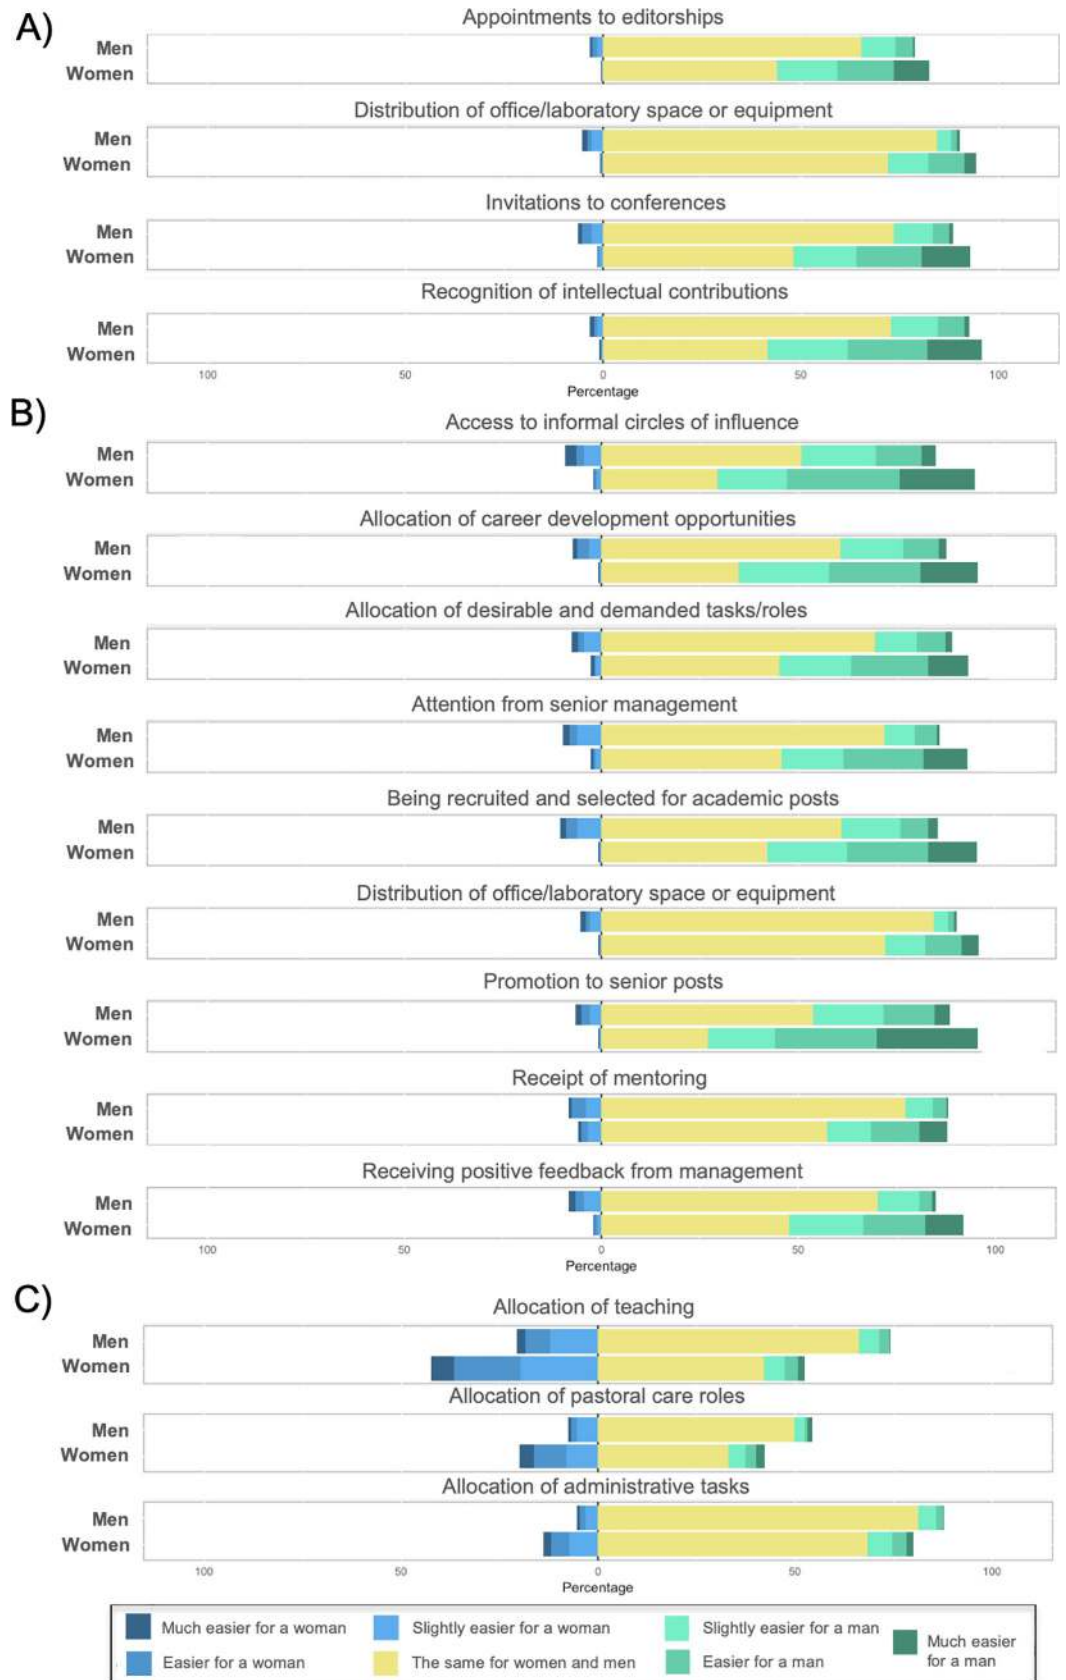 A)
Appointments to editorships
Men
Women
Distribution of office/laboratory space or equipment
Men
Women
Invitations to conferences
Men
Women
Recognition of intellectual contributions
Men
Women
100 50 0 50 100
Percentage
B)
Access to informal circles of influence
Men
Women
Allocation of career development opportunities
Men
Women
Allocation of desirable and demanded tasks/roles
Men
Women
Attention from senior management
Men
Women
Being recruited and selected for academic posts
Men
Women
Distribution of office/laboratory space or equipment
Men
Women
Promotion to senior posts
Men
Women
Receipt of mentoring
Men
Women
Receiving positive feedback from management
Men
Women
100 50 0 50 100
Percentage
C)
Allocation of teaching
Men
Women
Allocation of pastoral care roles
Men
Women
Allocation of administrative tasks
Men
Women
100 50 0 50 100
Percentage
Much easier for a woman
Easier for a woman
Slightly easier for a woman
The same for women and men
Slightly easier for a man
Easier for a man
Much easier
for a man